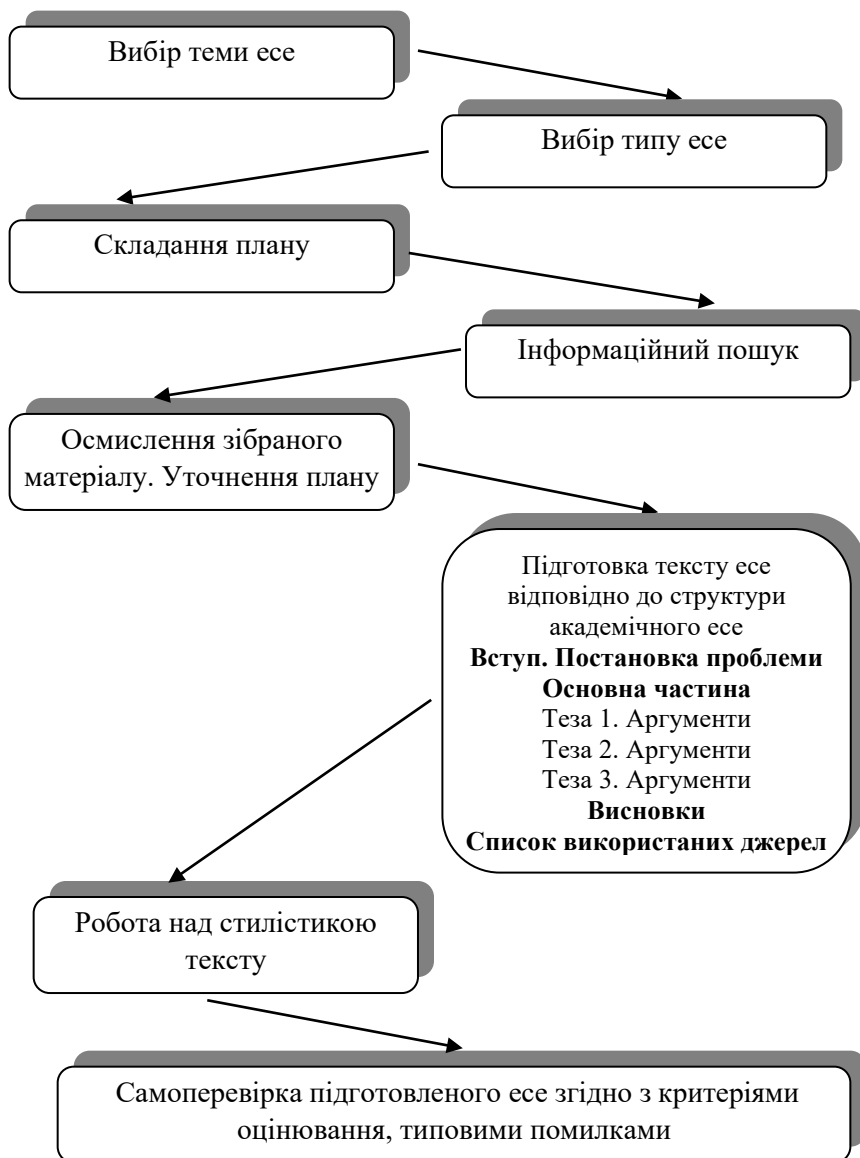 Вибір теми есе
Вибір типу есе
Складання плану
Інформаційний пошук
Осмислення зібраного
матеріалу. Уточнення плану
Підготовка тексту есе
відповідно до структури
академічного есе
Вступ. Постановка проблеми
Основна частина
Теза 1. Аргументи
Теза 2. Аргументи
Теза 3. Аргументи
Висновки
Список використаних джерел
Робота над стилістикою
тексту
Самоперевірка підготовленого есе згідно з критеріями
оцінювання, типовими помилками